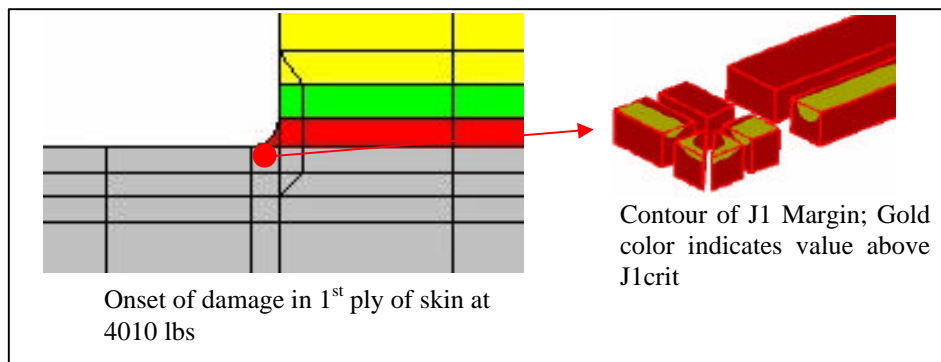 Contour of J1 Margin; Gold
color indicates value above
J1crit
Onset of damage in 1st ply of skin at
4010 lbs